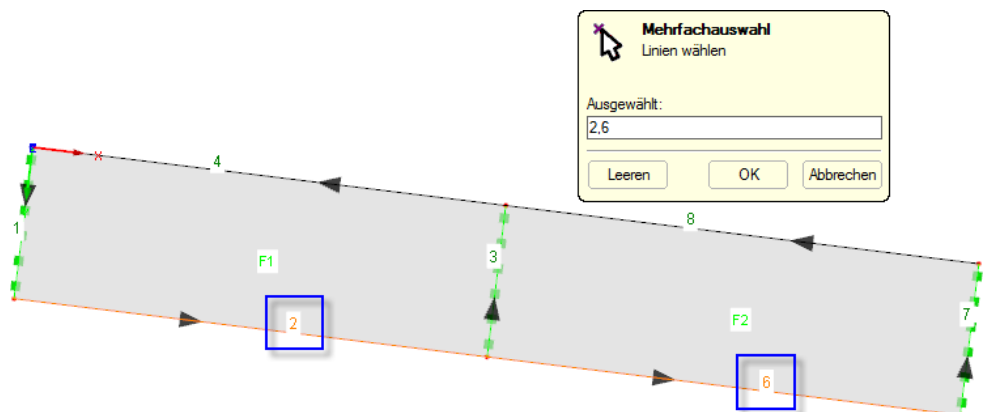 Mehrfachauswahl
Linien wählen
Ausgewählt:
2,6
Leeren OK Abbrechen
x
4
8
1
F1
3
F2
7
2
6